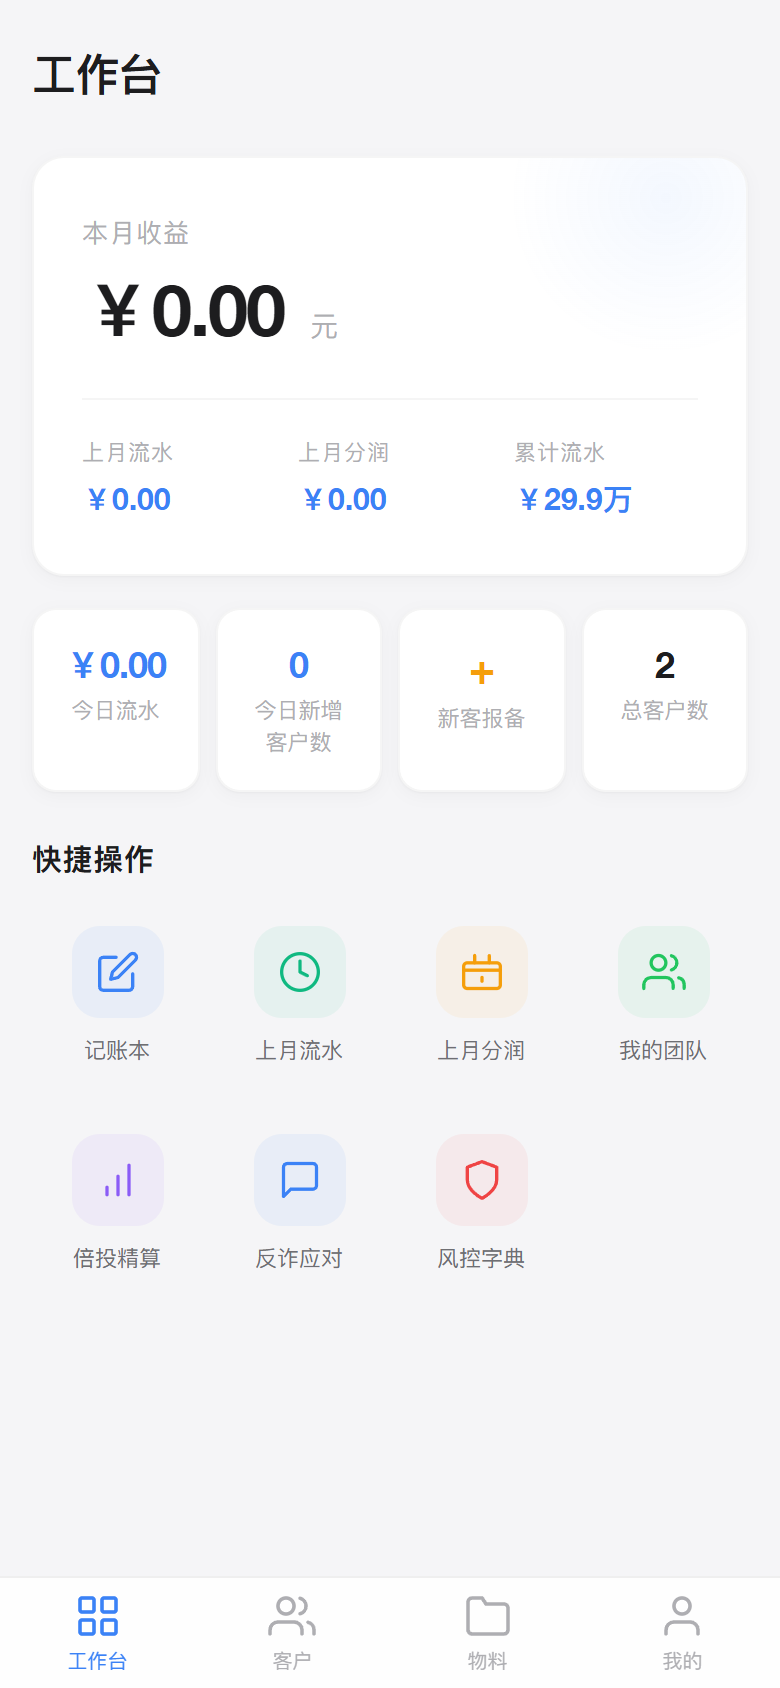 工作台
本月收益
¥0.00 元
上月流水 上月分润 累计流水
¥0.00 ¥0.00 ¥29.9万
¥0.00 0 + 2
今日流水 今日新增客户数 新客报备 总客户数
快捷操作
记账本 上月流水 上月分润 我的团队
倍投精算 反诈应对 风控字典
工作台 客户 物料 我的